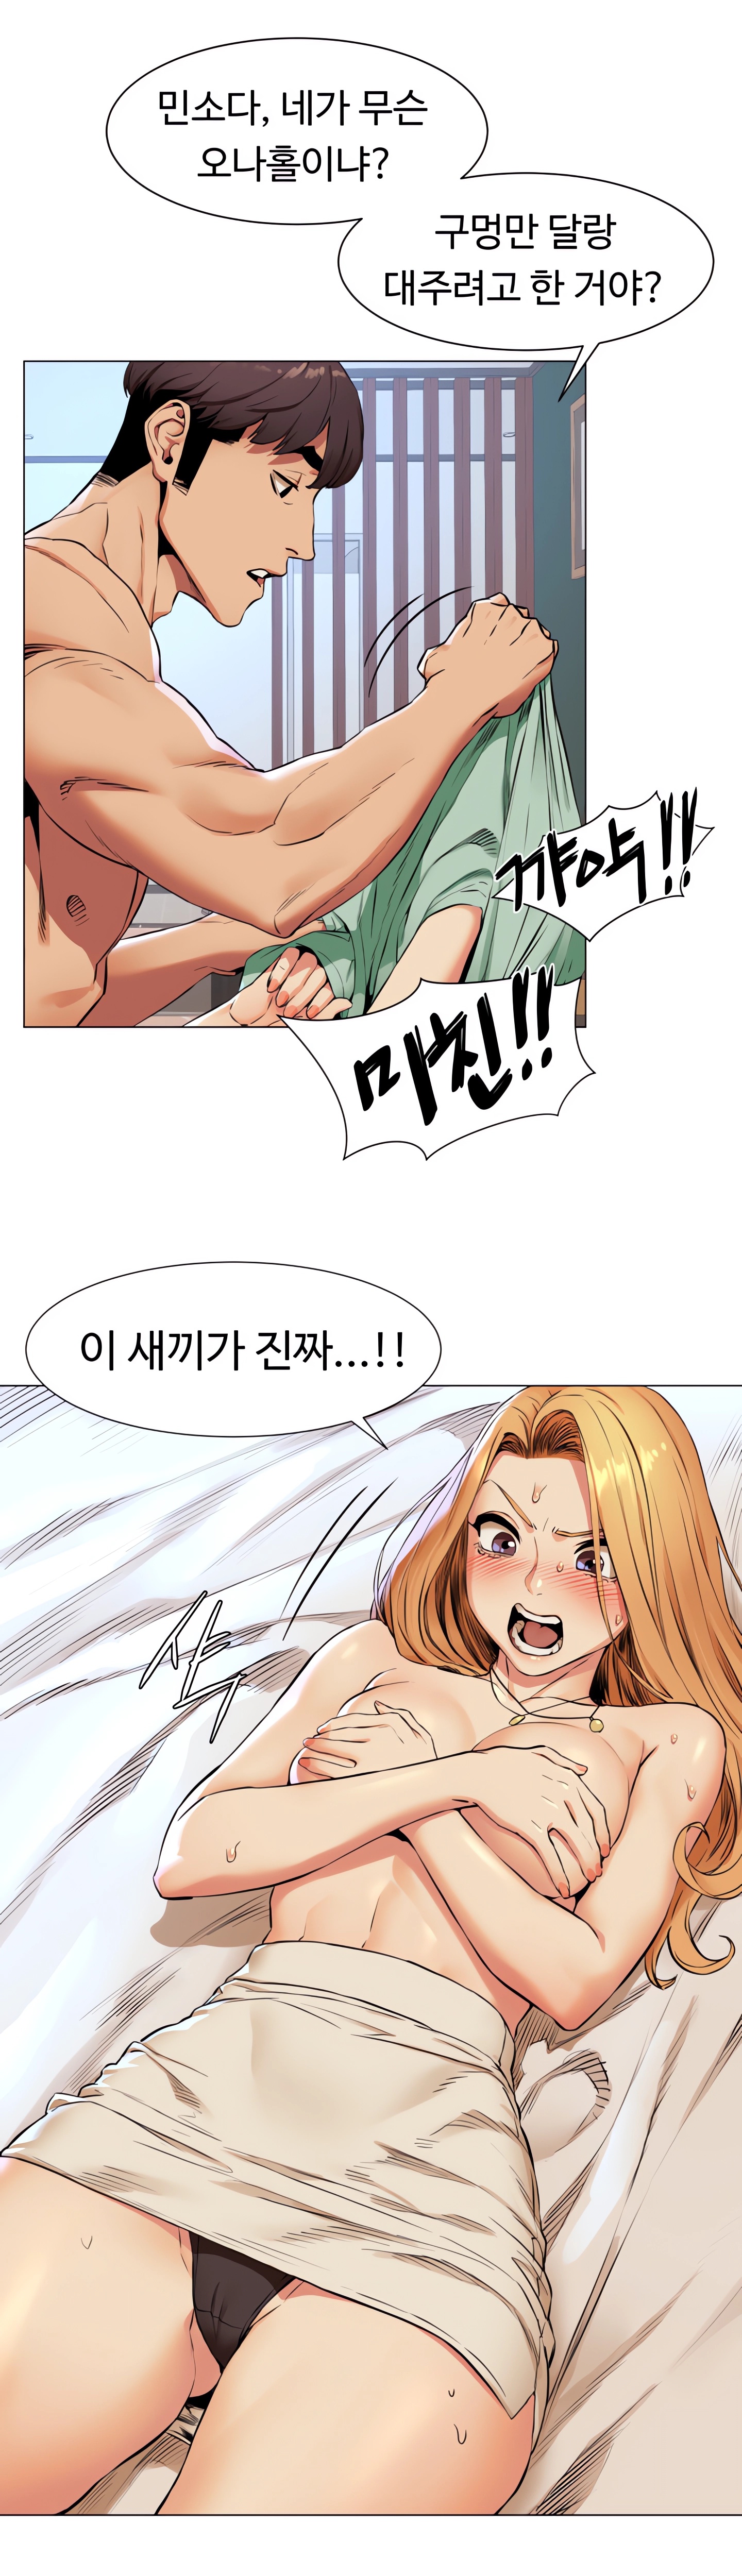 민소다, 네가 무슨
오나홀이냐?
구멍만 달랑
대주려고 한 거야?
꺄악!!
미친!!
이 새끼가 진짜...!!
샥